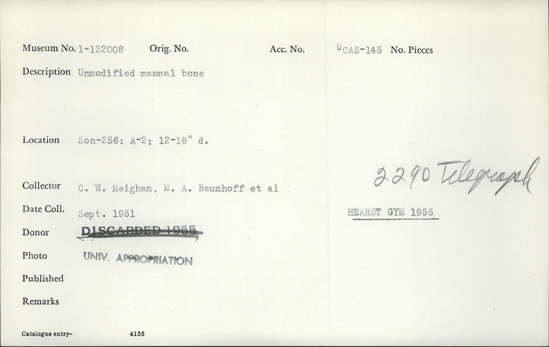 Museum No. 1-132008 Orig. No. Acc. No. UCAS-145 No. Pieces
Description Unmodified mammal bone
Location Son-256: A-2; 12-18" d.
2290 Telegraph
Collector C. W. Meighan, M. A. Baumhoff et al
Date Coll. Sept. 1951
HEARST GYM 1955
Donor DISCARDED 1955
Photo UNIV. APPROPRIATION
Published
Remarks
Catalogue entry- 4135